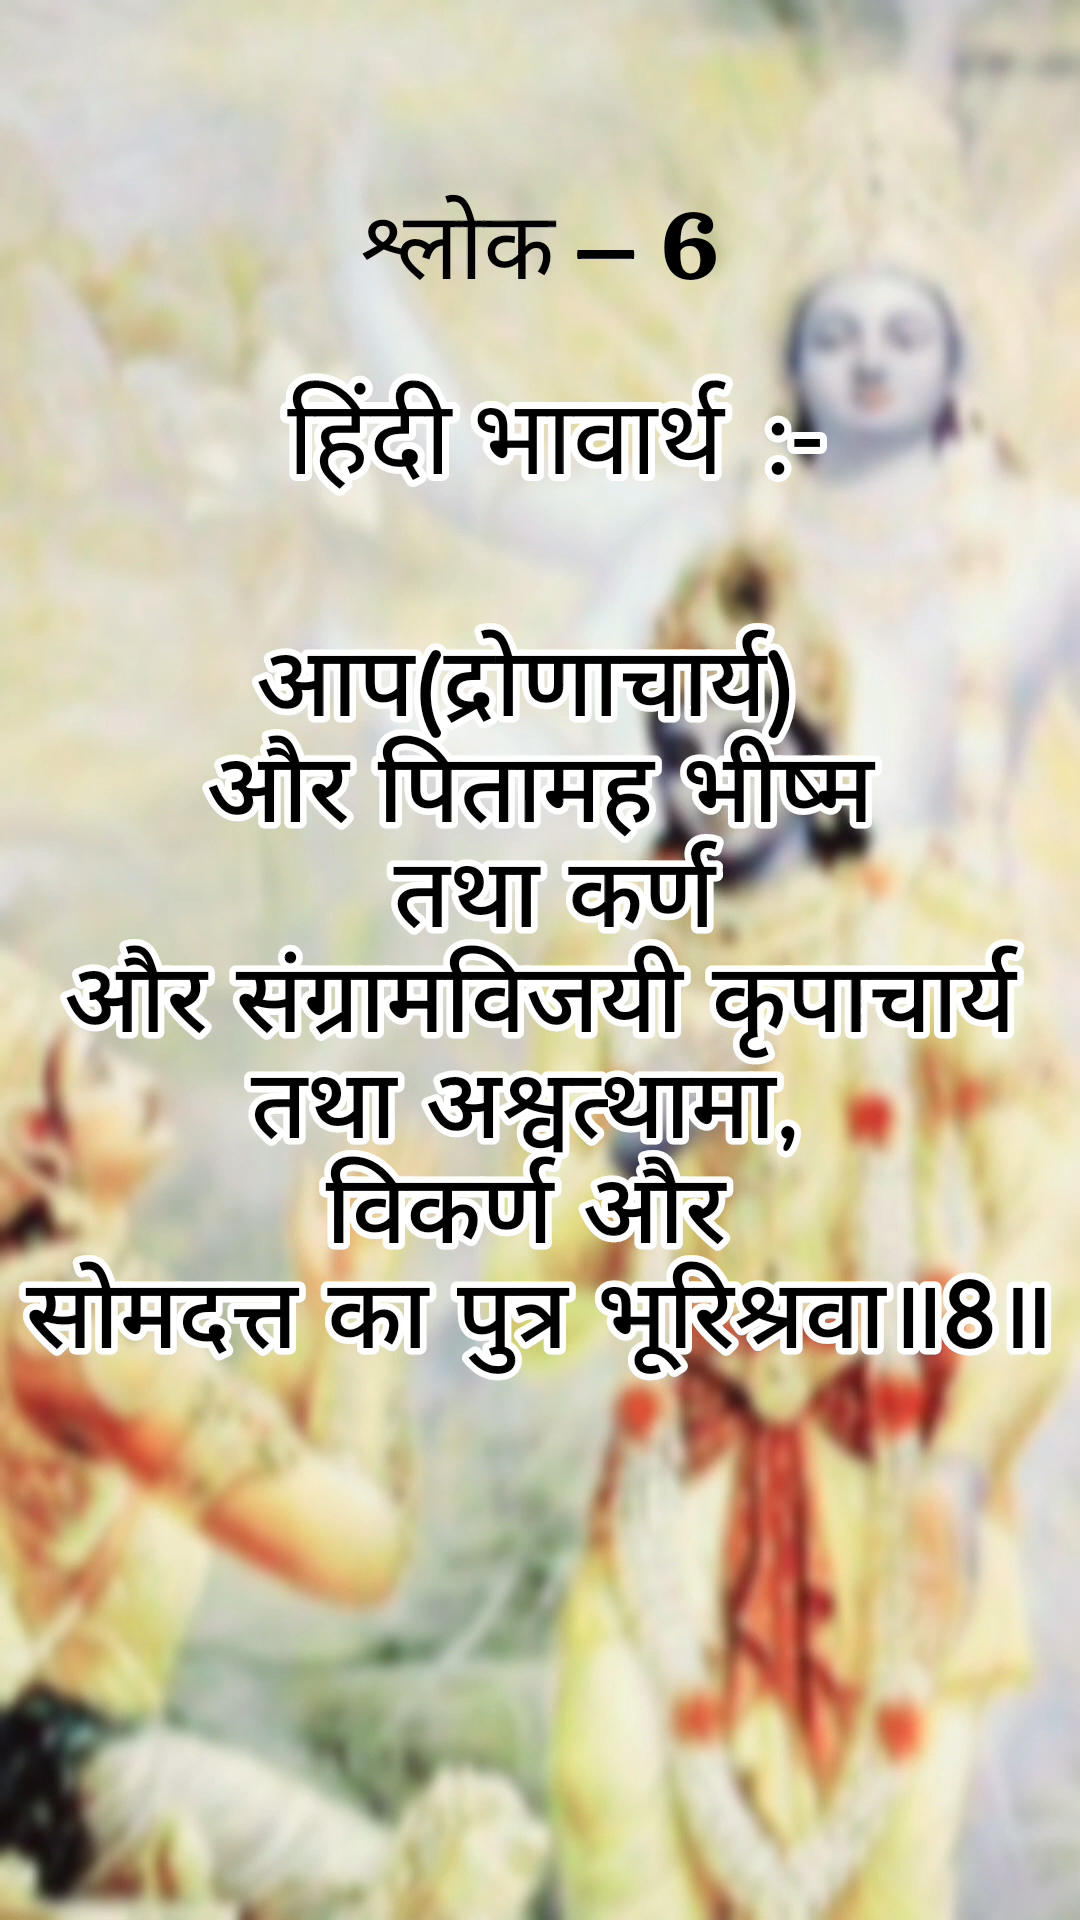 श्लोक – 6
हिंदी भावार्थ :-
आप(द्रोणाचार्य)
और पितामह भीष्म
तथा कर्ण
और संग्रामविजयी कृपाचार्य
तथा अश्वत्थामा,
विकर्ण और
सोमदत्त का पुत्र भूरिश्रवा॥8॥